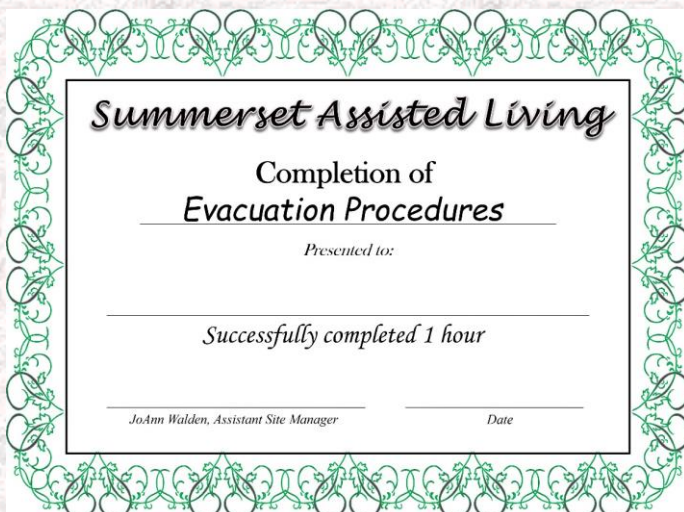 Summerset Assisted Living
Completion of
Evacuation Procedures
Presented to:
Successfully completed 1 hour
JoAnn Walden, Assistant Site Manager
Date